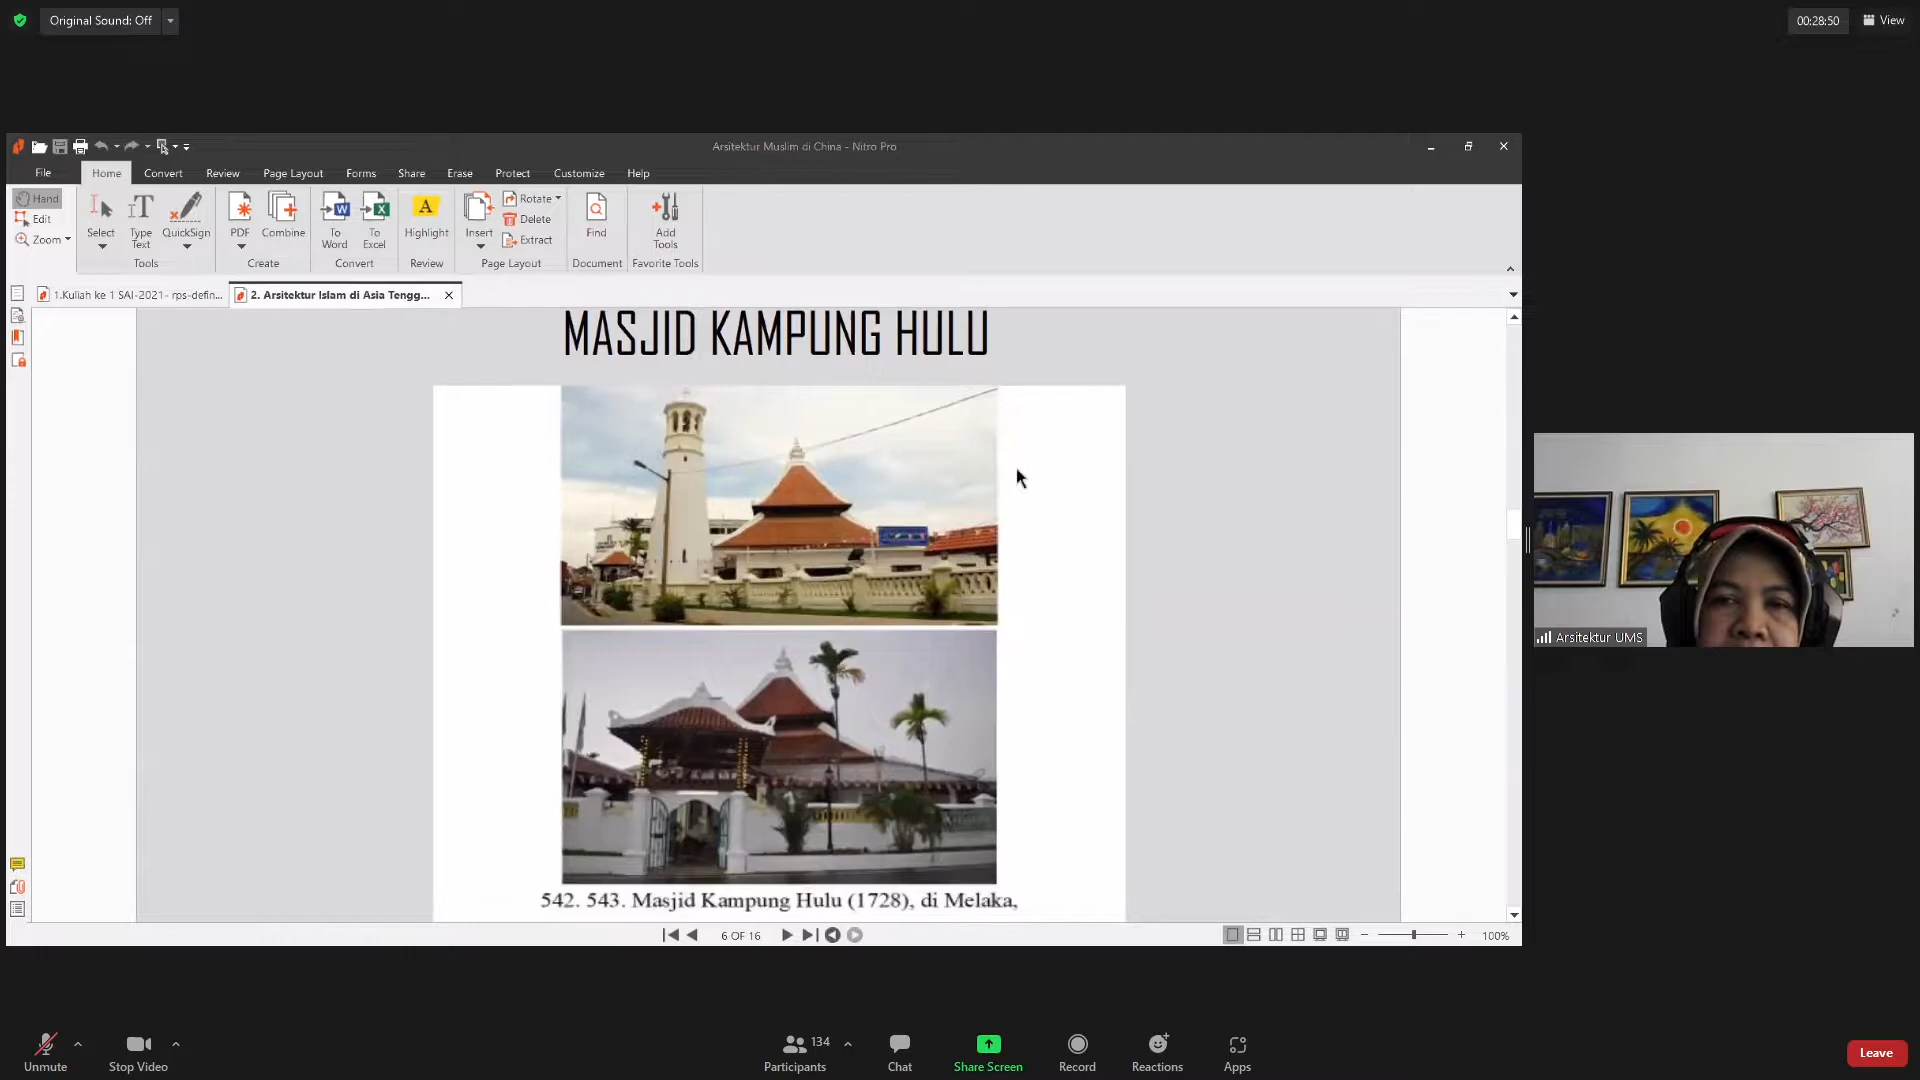 Original Sound: Off
00:28:50
View
Arsitektur Muslim di China - Nitro Pro
File
Home
Convert
Review
Page Layout
Forms
Share
Erase
Protect
Customize
Help
Hand
Edit
Zoom
Select
Type
Text
QuickSign
Tools
PDF
Combine
Create
To
Word
To
Excel
Convert
Highlight
Review
Insert
Rotate
Delete
Extract
Page Layout
Find
Document
Add
Tools
Favorite Tools
1.Kuliah ke 1 SAI-2021- rps-defin...
2. Arsitektur Islam di Asia Tengg...
MASJID KAMPUNG HULU
542. 543. Masjid Kampung Hulu (1728), di Melaka,
6 OF 16
100%
Arsitektur UMS
Unmute
Stop Video
134
Participants
Chat
Share Screen
Record
Reactions
Apps
Leave